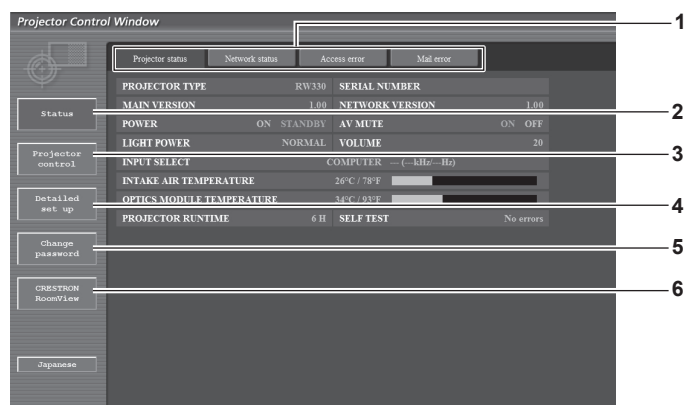 Projector Control Window
1
Projector status Network status Access error Mail error
PROJECTOR TYPE RW330 SERIAL NUMBER
MAIN VERSION 1.00 NETWORK VERSION 1.00
Status
2
POWER ON STANDBY AV MUTE ON OFF
LIGHT POWER NORMAL VOLUME 20
Projector control
3
INPUT SELECT COMPUTER --- (---kHz/---Hz)
INTAKE AIR TEMPERATURE 26°C / 78°F
OPTICS MODULE TEMPERATURE 34°C / 93°F
Detailed set up
4
PROJECTOR RUNTIME 6 H SELF TEST No errors
Change password
5
CRESTRON RoomView
6
Japanese